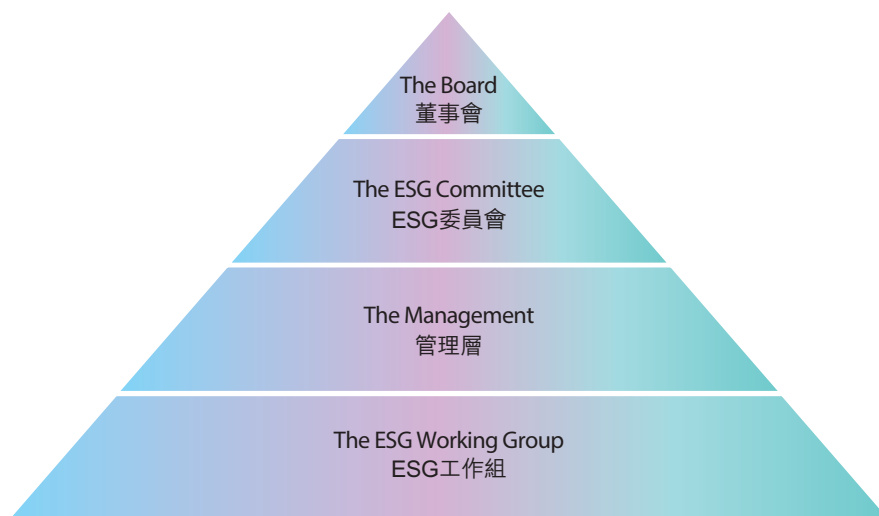 The Board
董事會
The ESG Committee
ESG委員會
The Management
管理層
The ESG Working Group
ESG工作組